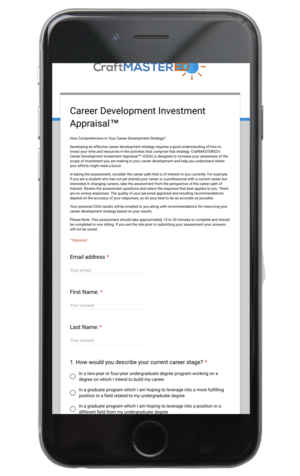 CraftMASTERED
Career Development Investment
Appraisal™
How Comprehensive Is Your Career Development Strategy?
Developing an effective career development strategy requires a good understanding of how to
invest your time and resources in the activities that comprise that strategy. CraftMASTERED's
Career Development Investment Appraisal™ (CDIA) is designed to increase your awareness of the
scope of investment you are making in your career development and help you understand where
your efforts might need a boost.
In taking the assessment, consider the career path that is of interest to you currently. For example,
if you are a student who has not yet started your career or a professional with a current career but
interested in changing careers, take the assessment from the perspective of the career path of
interest. Review the assessment questions and select the response that best applies to you. There
are no wrong responses. The quality of your personal appraisal and resulting recommendations
depend on the accuracy of your responses, so do your best to be as accurate as possible.
Your personal CDIA results will be emailed to you along with recommendations for improving your
career development strategy based on your results.
Please Note: This assessment should take approximately 15 to 20 minutes to complete and should
be completed in one sitting. If you exit the site prior to submitting your assessment your answers
will not be saved.
* Required
Email address *
Your email
First Name: *
Your answer
Last Name: *
Your answer
1. How would you describe your current career stage? *
In a two-year or four-year undergraduate degree program working on a
degree on which I intend to build my career
In a graduate program which I am hoping to leverage into a more fulfilling
position in a field related to my undergraduate degree
In a graduate program which I am hoping to leverage into a position in a
different field from my undergraduate degree